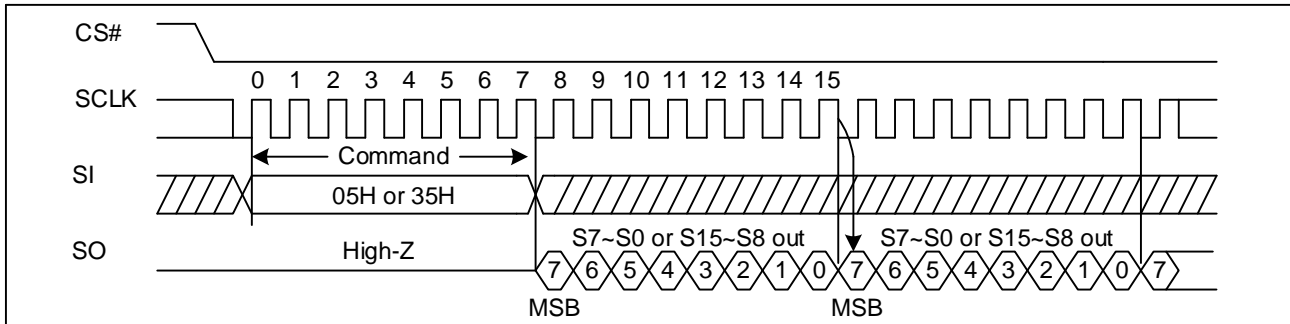 CS#
0 1 2 3 4 5 6 7 8 9 10 11 12 13 14 15
SCLK
Command
SI
05H or 35H
S7~S0 or S15~S8 out S7~S0 or S15~S8 out
SO High-Z
7 6 5 4 3 2 1 0 7 6 5 4 3 2 1 0 7
MSB MSB